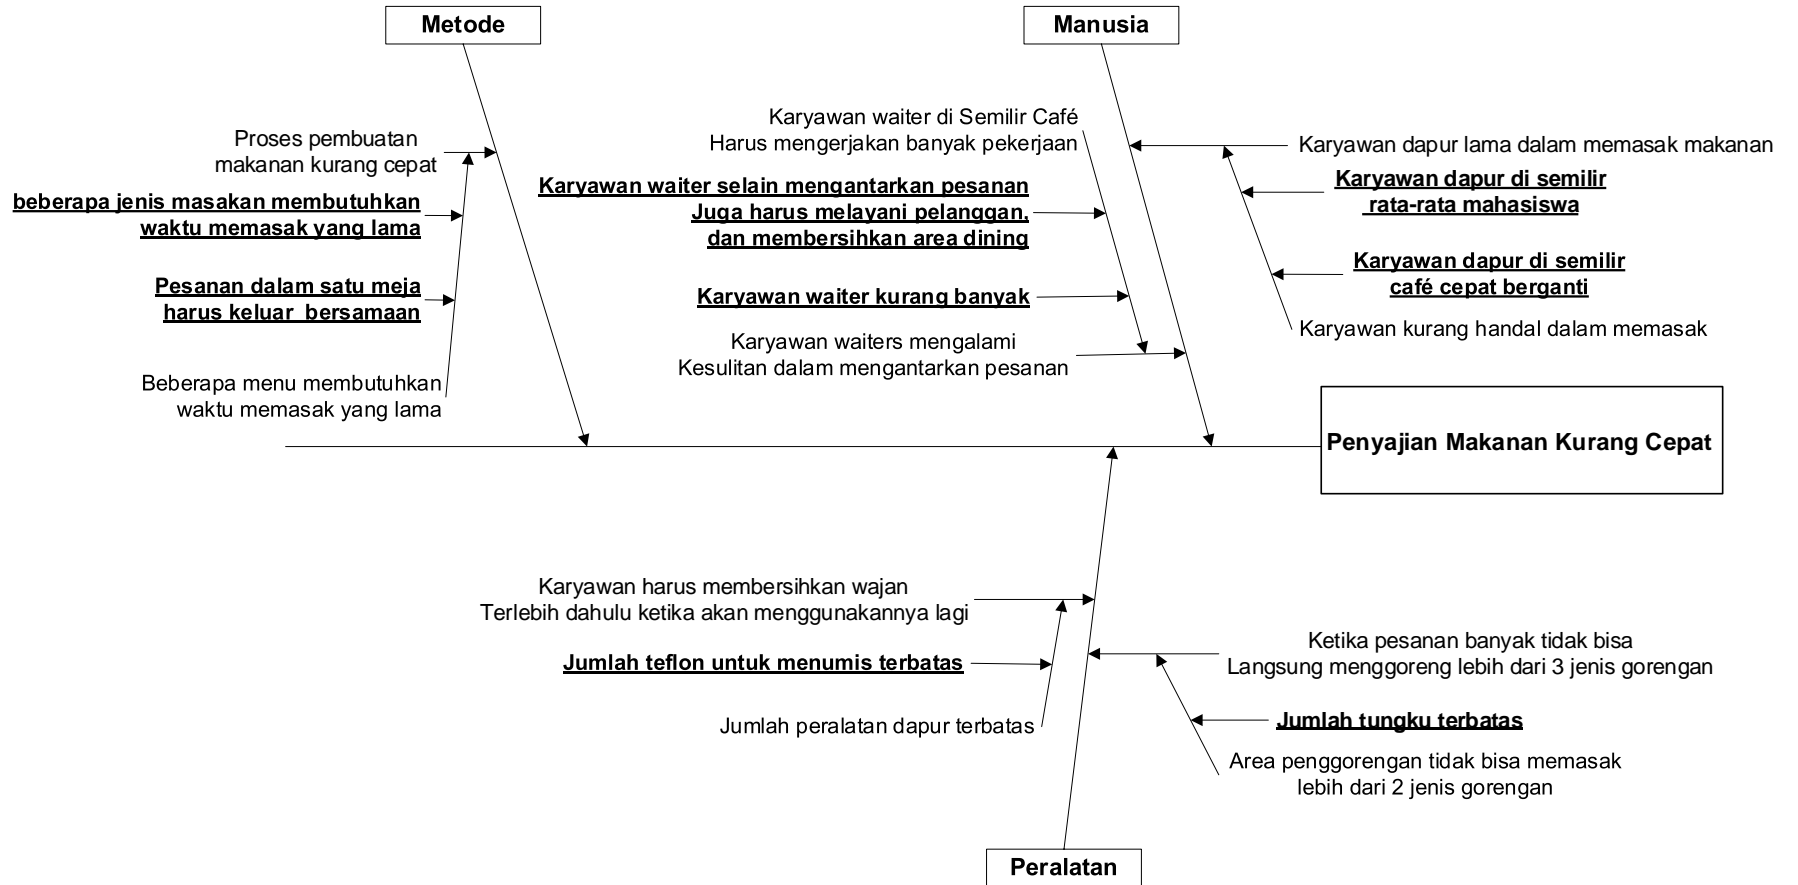 Metode
Manusia
Proses pembuatan
makanan kurang cepat
beberapa jenis masakan membutuhkan
waktu memasak yang lama
Pesanan dalam satu meja
harus keluar bersamaan
Beberapa menu membutuhkan
waktu memasak yang lama
Karyawan waiter di Semilir Café
Harus mengerjakan banyak pekerjaan
Karyawan waiter selain mengantarkan pesanan
Juga harus melayani pelanggan,
dan membersihkan area dining
Karyawan waiter kurang banyak
Karyawan waiters mengalami
Kesulitan dalam mengantarkan pesanan
Karyawan dapur lama dalam memasak makanan
Karyawan dapur di semilir
rata-rata mahasiswa
Karyawan dapur di semilir
café cepat berganti
Karyawan kurang handal dalam memasak
Penyajian Makanan Kurang Cepat
Karyawan harus membersihkan wajan
Terlebih dahulu ketika akan menggunakannya lagi
Jumlah teflon untuk menumis terbatas
Jumlah peralatan dapur terbatas
Ketika pesanan banyak tidak bisa
Langsung menggoreng lebih dari 3 jenis gorengan
Jumlah tungku terbatas
Area penggorengan tidak bisa memasak
lebih dari 2 jenis gorengan
Peralatan